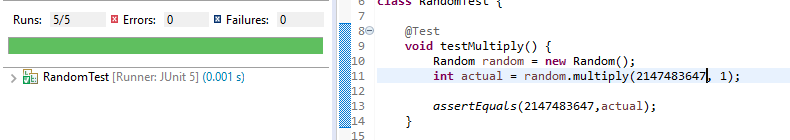 Runs: 5/5 Errors: 0 Failures: 0
RandomTest [Runner: JUnit 5] (0.001 s)
6 class RandomTest {
7
8 @Test
9 void testMultiply() {
10 Random random = new Random();
11 int actual = random.multiply(2147483647, 1);
12
13 assertEquals(2147483647,actual);
14 }
15